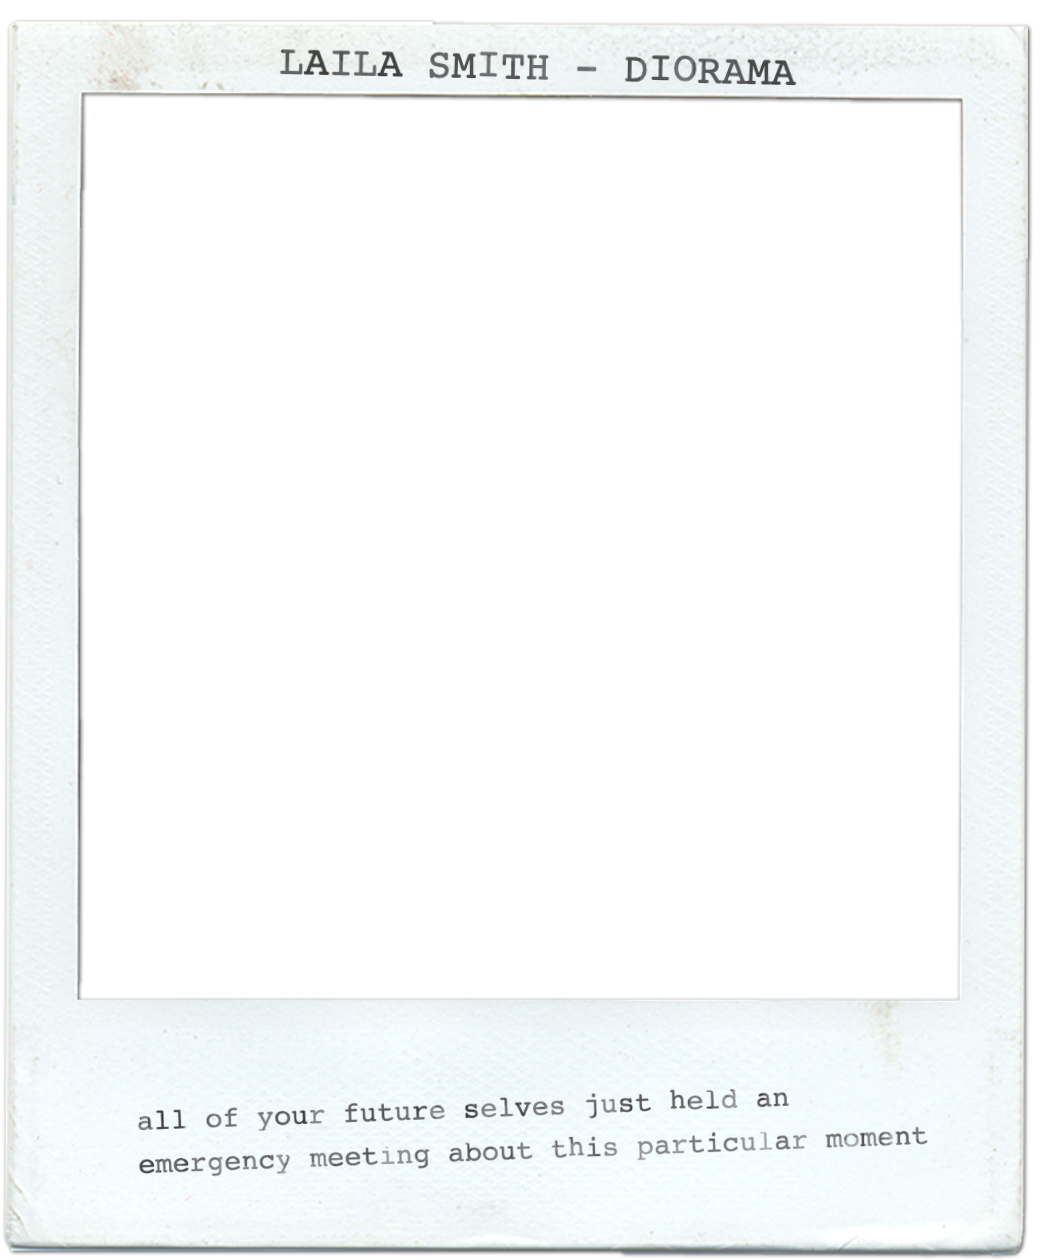 LAILA SMITH - DIORAMA
all of your future selves just held an
emergency meeting about this particular moment